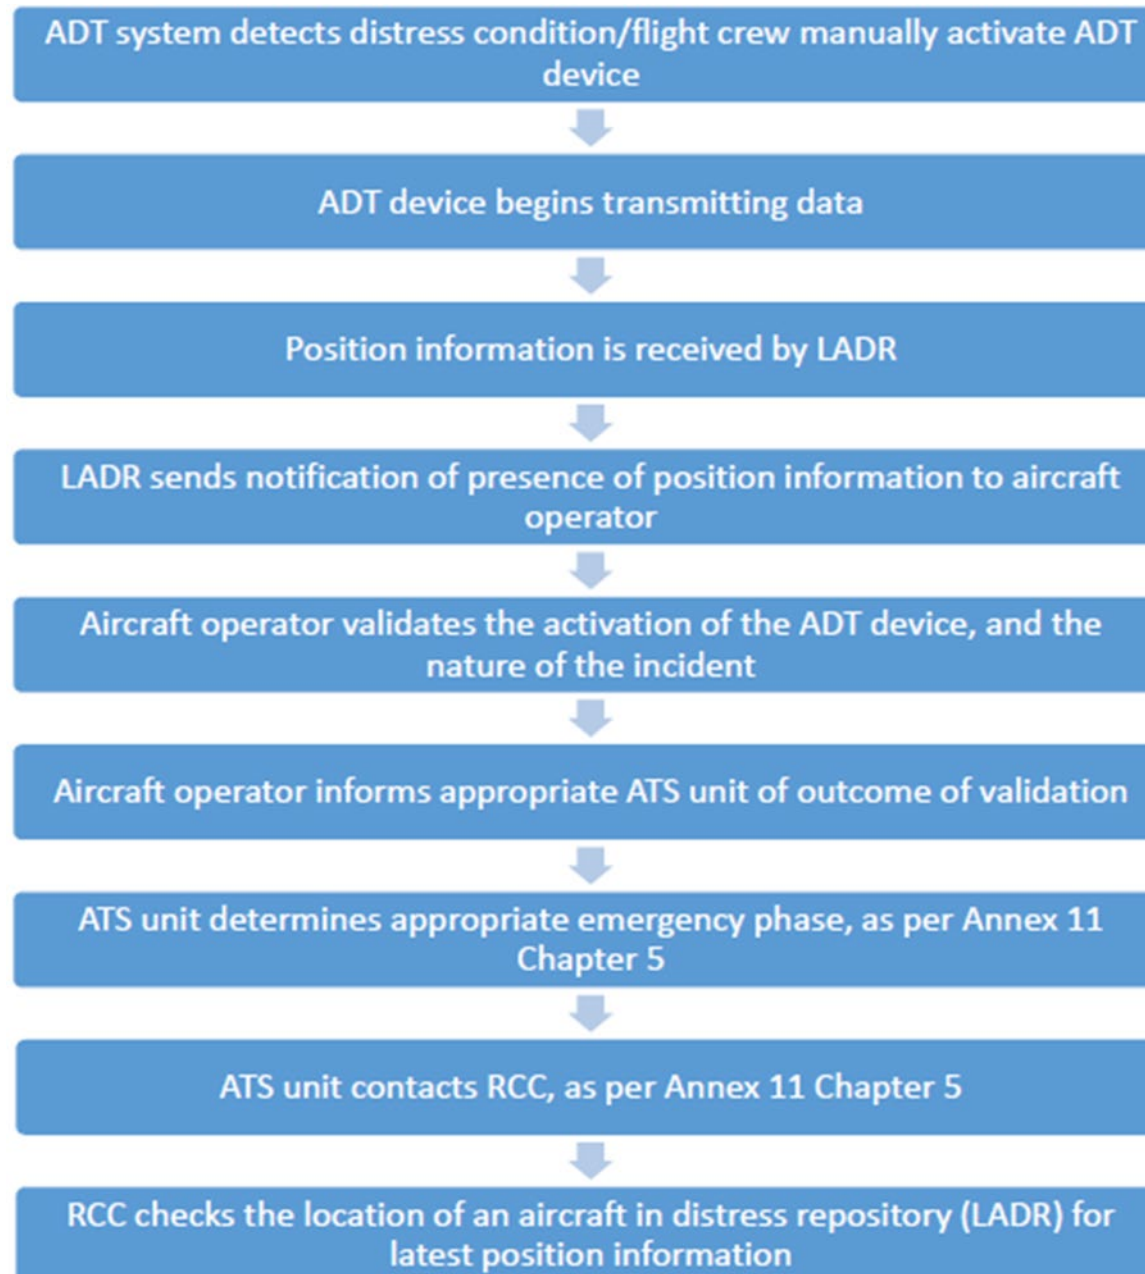 ADT system detects distress condition/flight crew manually activate ADT
device
ADT device begins transmitting data
Position information is received by LADR
LADR sends notification of presence of position information to aircraft
operator
Aircraft operator validates the activation of the ADT device, and the
nature of the incident
Aircraft operator informs appropriate ATS unit of outcome of validation
ATS unit determines appropriate emergency phase, as per Annex 11
Chapter 5
ATS unit contacts RCC, as per Annex 11 Chapter 5
RCC checks the location of an aircraft in distress repository (LADR) for
latest position information